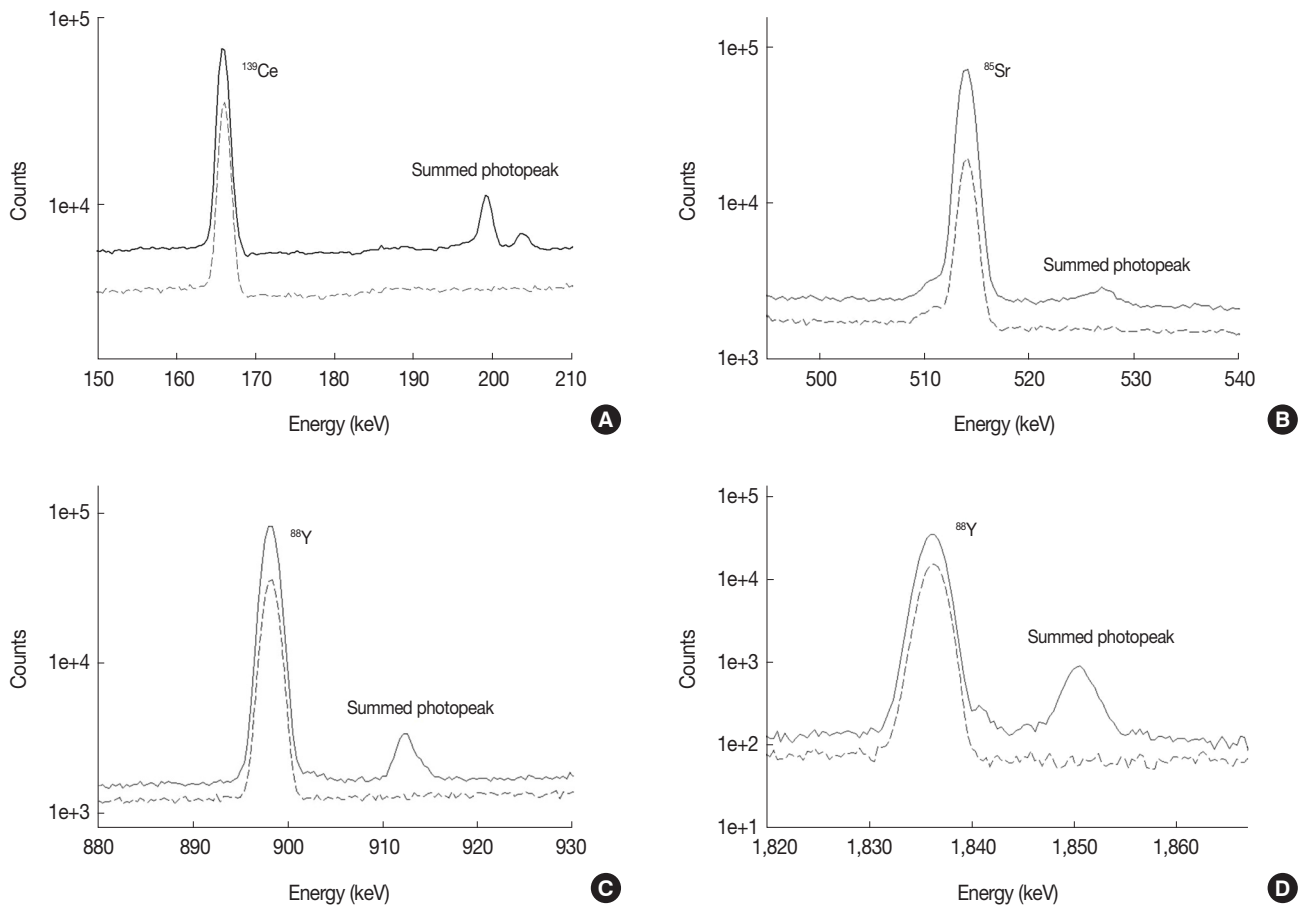 1e+5
¹³⁹Ce
Summed photopeak
1e+4
Counts
150 160 170 180 190 200 210
Energy (keV)
A
1e+5
⁸⁵Sr
1e+4
Counts
Summed photopeak
1e+3
500 510 520 530 540
Energy (keV)
B
1e+5
⁸⁸Y
1e+4
Counts
Summed photopeak
1e+3
880 890 900 910 920 930
Energy (keV)
C
1e+5
⁸⁸Y
1e+4
Summed photopeak
1e+3
Counts
1e+2
1e+1
1,820 1,830 1,840 1,850 1,860
Energy (keV)
D